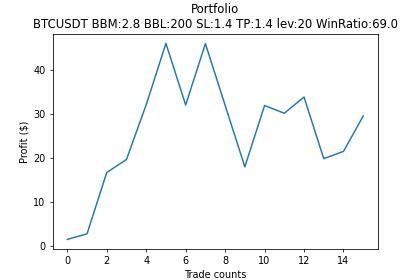 Portfolio
BTCUSDT BBM:2.8 BBL:200 SL:1.4 TP:1.4 lev:20 WinRatio:69.0
40
30
20
10
0
Profit ($)
0 2 4 6 8 10 12 14
Trade counts